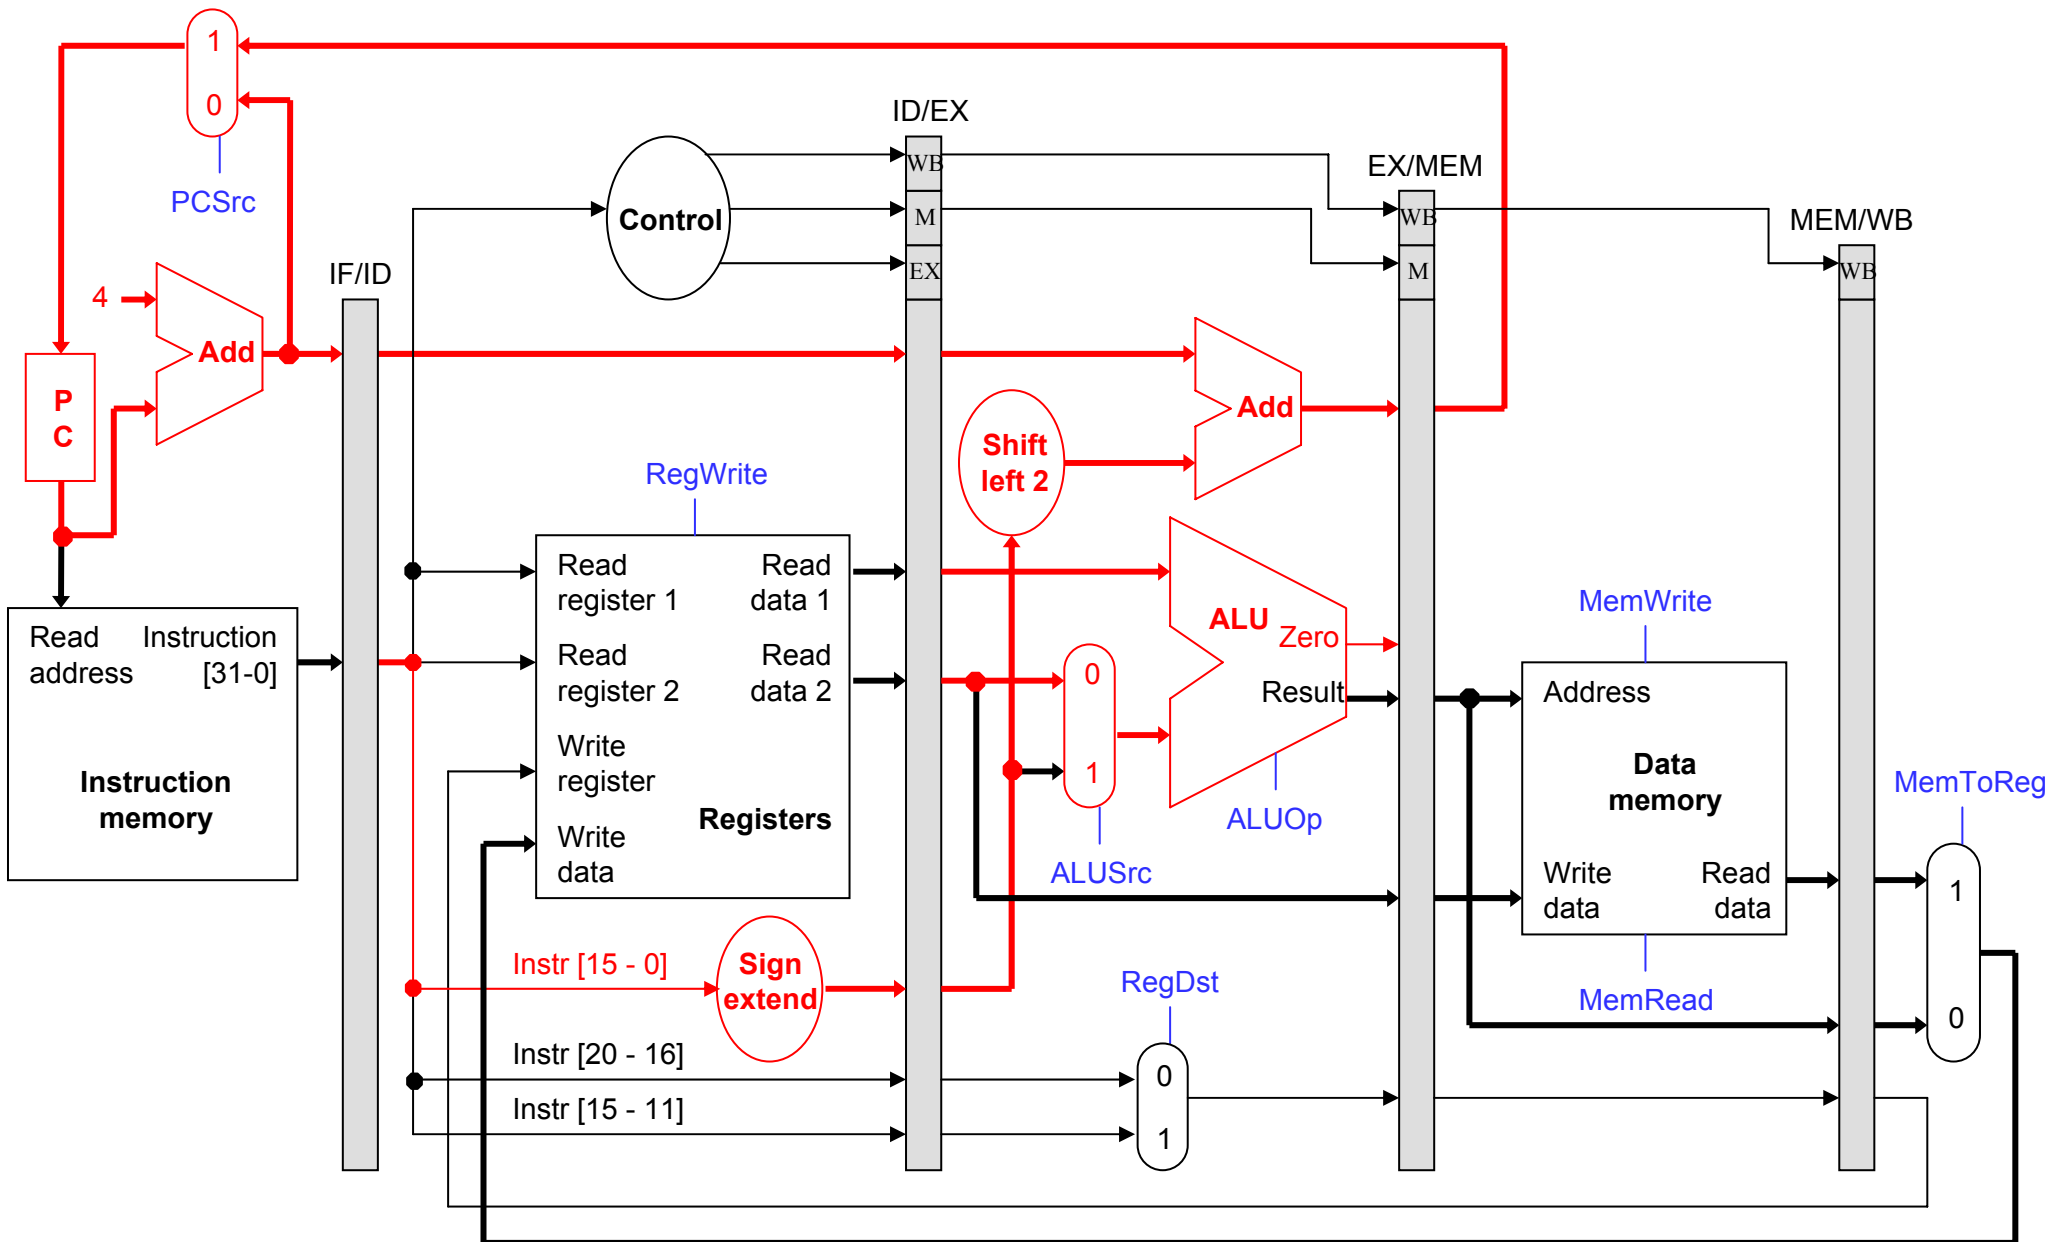 1
0
PCSrc
ID/EX
EX/MEM
MEM/WB
IF/ID
Control
WB
M
EX
WB
M
WB
4
Add
P
C
Shift
left 2
Add
RegWrite
Read
register 1
Read
data 1
Read
register 2
Read
data 2
Write
register
Write
data
Registers
Read
address
Instruction
[31-0]
Instruction
memory
0
1
ALUSrc
ALU
Zero
Result
ALUOp
MemWrite
Address
Data
memory
Write
data
Read
data
MemRead
MemToReg
1
0
Instr [15 - 0]
Sign
extend
Instr [20 - 16]
Instr [15 - 11]
RegDst
0
1